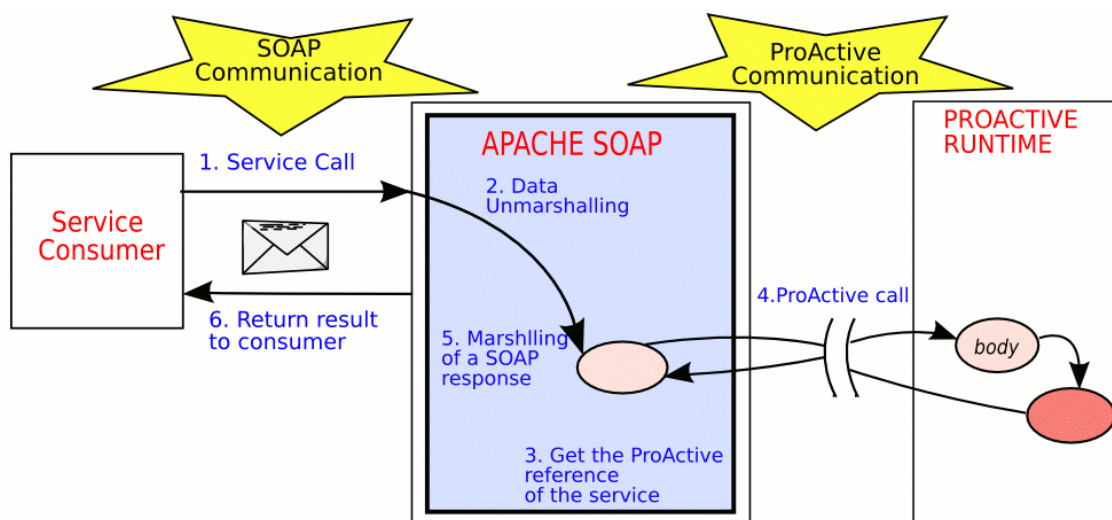 SOAP
Communication
ProActive
Communication
1. Service Call
APACHE SOAP
PROACTIVE
RUNTIME
2. Data
Unmarshalling
Service
Consumer
4.ProActive call
6. Return result
to consumer
5. Marshlling
of a SOAP
response
body
3. Get the ProActive
reference
of the service